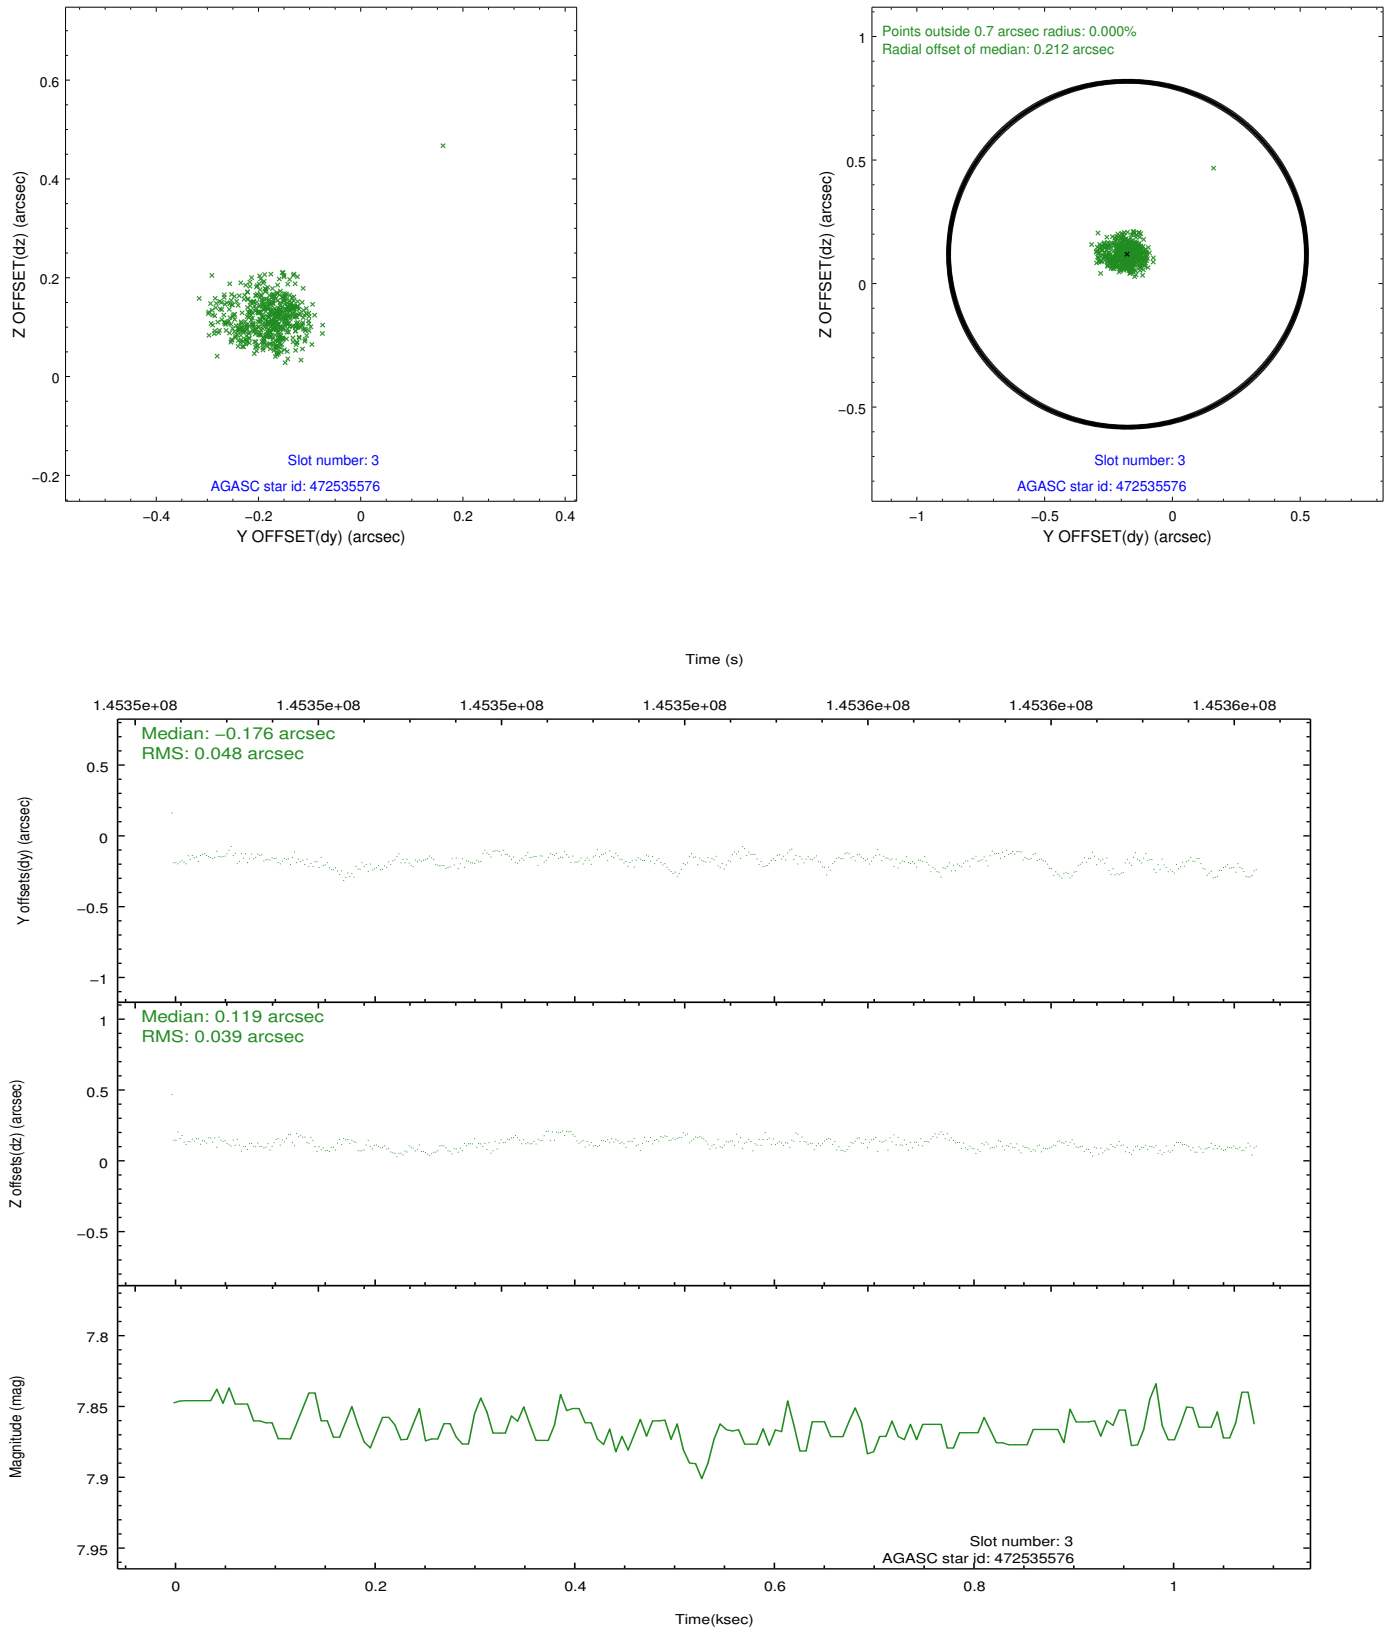 0.6
0.4
0.2
0
−0.2
−0.4
−0.2
0
0.2
0.4
Z OFFSET(dz) (arcsec)
Y OFFSET(dy) (arcsec)
Slot number: 3
AGASC star id: 472535576
Points outside 0.7 arcsec radius: 0.000%
Radial offset of median: 0.212 arcsec
1
0.5
0
−0.5
−1
−0.5
0
0.5
Z OFFSET(dz) (arcsec)
Y OFFSET(dy) (arcsec)
Slot number: 3
AGASC star id: 472535576
Time (s)
1.4535e+08 1.4535e+08 1.4535e+08 1.4535e+08 1.4536e+08 1.4536e+08 1.4536e+08
Median: −0.176 arcsec
RMS: 0.048 arcsec
0.5
0
−0.5
−1
Y offsets(dy) (arcsec)
Median: 0.119 arcsec
RMS: 0.039 arcsec
1
0.5
0
−0.5
Z offsets(dz) (arcsec)
7.8
7.85
7.9
7.95
Magnitude (mag)
Slot number: 3
AGASC star id: 472535576
0 0.2 0.4 0.6 0.8 1
Time(ksec)